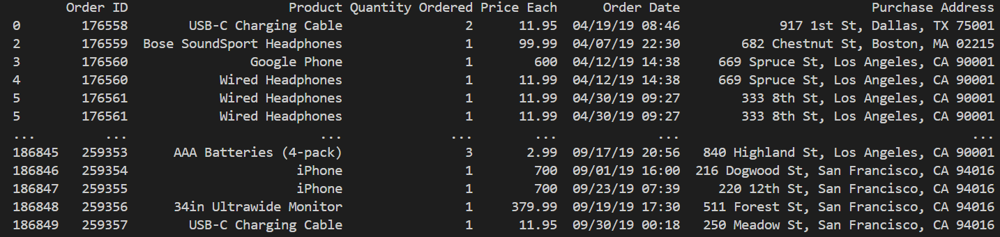 Order ID Product Quantity Ordered Price Each Order Date Purchase Address
0 176558 USB-C Charging Cable 2 11.95 04/19/19 08:46 917 1st St, Dallas, TX 75001
2 176559 Bose SoundSport Headphones 1 99.99 04/07/19 22:30 682 Chestnut St, Boston, MA 02215
3 176560 Google Phone 1 600 04/12/19 14:38 669 Spruce St, Los Angeles, CA 90001
4 176560 Wired Headphones 1 11.99 04/12/19 14:38 669 Spruce St, Los Angeles, CA 90001
5 176561 Wired Headphones 1 11.99 04/30/19 09:27 333 8th St, Los Angeles, CA 90001
5 176561 Wired Headphones 1 11.99 04/30/19 09:27 333 8th St, Los Angeles, CA 90001
... ... ... ... ... ... ...
186845 259353 AAA Batteries (4-pack) 3 2.99 09/17/19 20:56 840 Highland St, Los Angeles, CA 90001
186846 259354 iPhone 1 700 09/01/19 16:00 216 Dogwood St, San Francisco, CA 94016
186847 259355 iPhone 1 700 09/23/19 07:39 220 12th St, San Francisco, CA 94016
186848 259356 34in Ultrawide Monitor 1 379.99 09/19/19 17:30 511 Forest St, San Francisco, CA 94016
186849 259357 USB-C Charging Cable 1 11.95 09/30/19 00:18 250 Meadow St, San Francisco, CA 94016